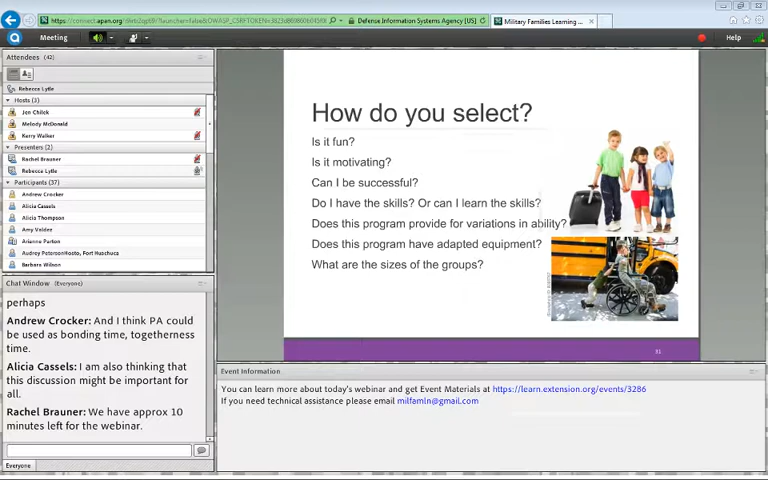 Defense Information Systems Agency [US]
Military Families Learning ...
Meeting
Help
Attendees (42)
Rebecca Lytle
Hosts (3)
Jen Chilek
Melody McDonald
Kerry Walker
Presenters (2)
Rachel Brauner
Rebecca Lytle
Participants (37)
Andrew Crocker
Alicia Cassels
Alicia Thompson
Amy Valdez
Arianna Parton
Barbara Wilson
Chat Window (Everyone)
perhaps
Andrew Crocker: And I think PA could
be used as bonding time, togetherness
time.
Alicia Cassels: I am also thinking that
this discussion might be important for
all.
Rachel Brauner: We have approx 10
minutes left for the webinar.
Everyone
How do you select?
Is it fun?
Is it motivating?
Can I be successful?
Do I have the skills? Or can I learn the skills?
Does this program provide for variations in ability?
Does this program have adapted equipment?
What are the sizes of the groups?
31
Event Information
You can learn more about today's webinar and get Event Materials at https://learn.extension.org/events/3286
If you need technical assistance please email milfamln@gmail.com